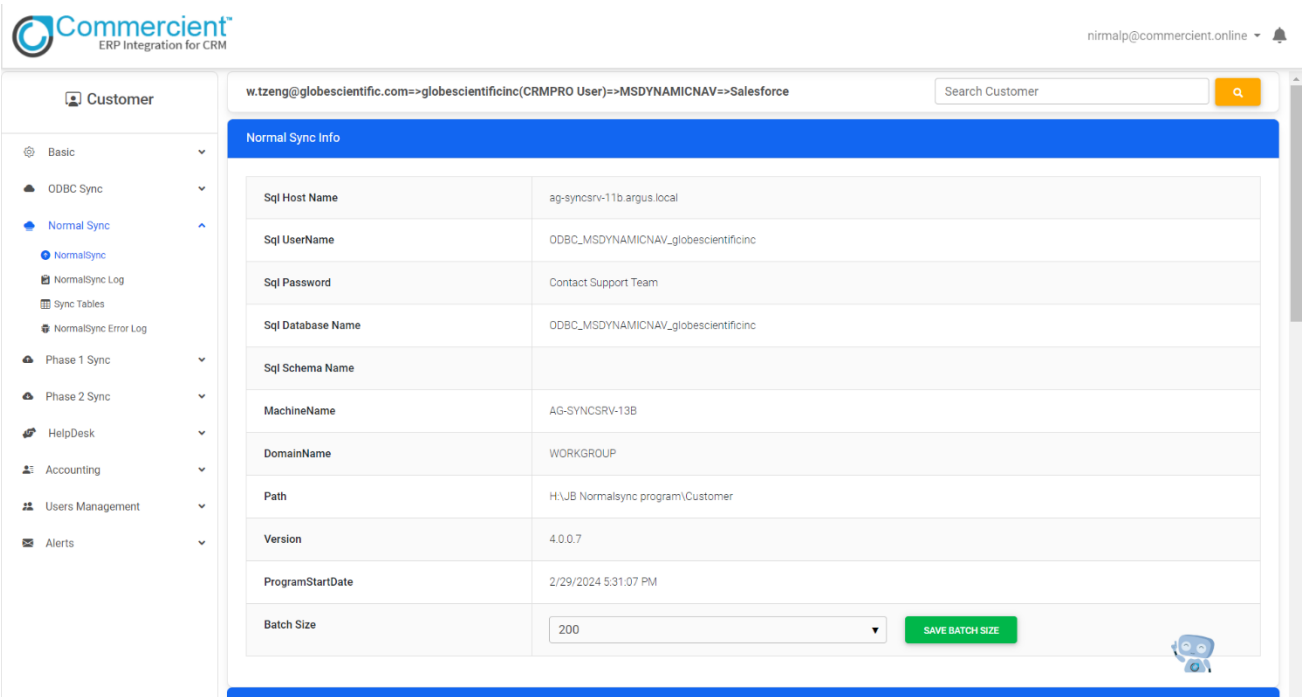 Commercient™
ERP Integration for CRM
nirmalp@commercient.online
Customer
w.tzeng@globescientific.com=>globescientificinc(CRMPRO User)=>MSDYNAMICNAV=>Salesforce
Search Customer
Normal Sync Info
Basic
ODBC Sync
Normal Sync
NormalSync
NormalSync Log
Sync Tables
NormalSync Error Log
Phase 1 Sync
Phase 2 Sync
HelpDesk
Accounting
Users Management
Alerts
Sql Host Name ag-syncsrv-11b.argus.local
Sql UserName ODBC_MSDYNAMICNAV_globescientificinc
Sql Password Contact Support Team
Sql Database Name ODBC_MSDYNAMICNAV_globescientificinc
Sql Schema Name
MachineName AG-SYNCSRV-13B
DomainName WORKGROUP
Path H:\JB Normalsync program\Customer
Version 4.0.0.7
ProgramStartDate 2/29/2024 5:31:07 PM
Batch Size 200 SAVE BATCH SIZE